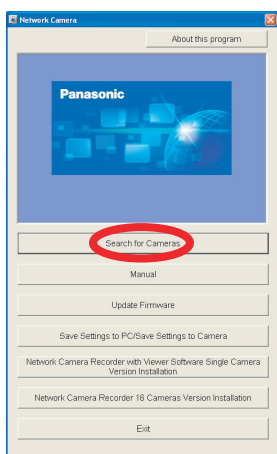 Network Camera
About this program
Panasonic
Search for Cameras
Manual
Update Firmware
Save Settings to PC/Save Settings to Camera
Network Camera Recorder with Viewer Software Single Camera
Version Installation
Network Camera Recorder 16 Cameras Version Installation
Exit